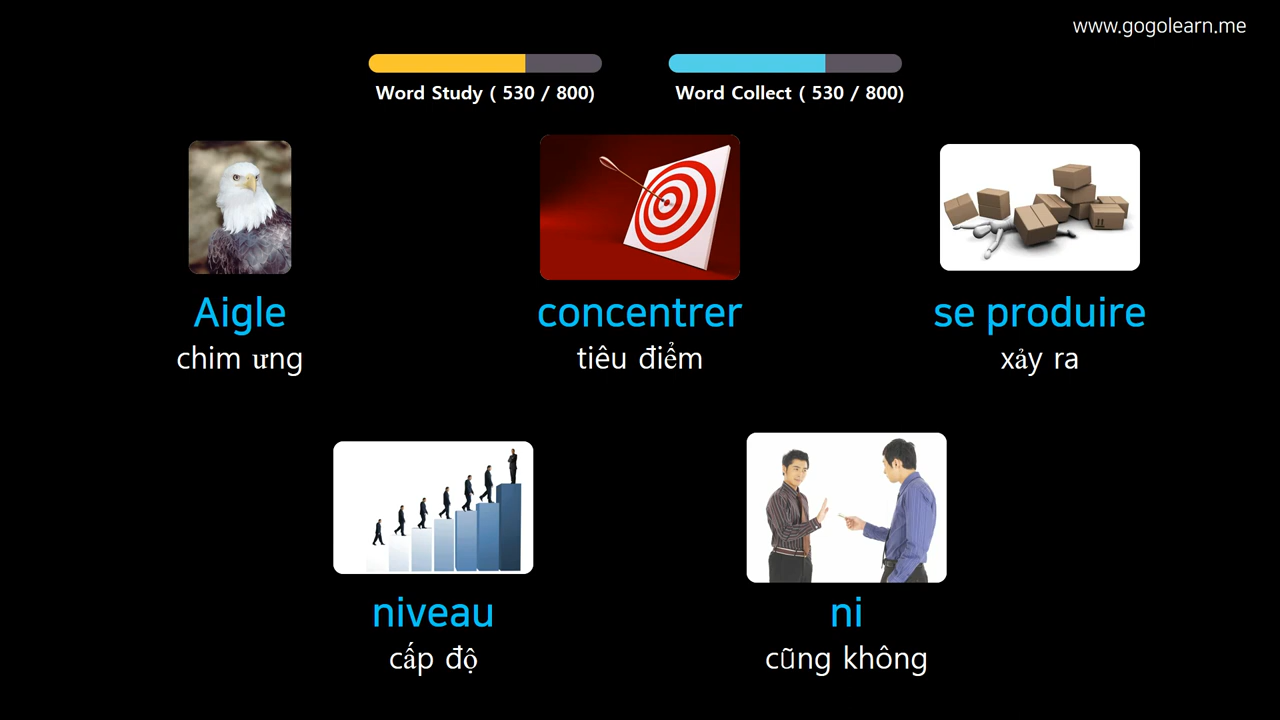 www.gogolearn.me
Word Study ( 530 / 800)
Word Collect ( 530 / 800)
Aigle
chim ưng
concentrer
tiêu điểm
se produire
xảy ra
niveau
cấp độ
ni
cũng không